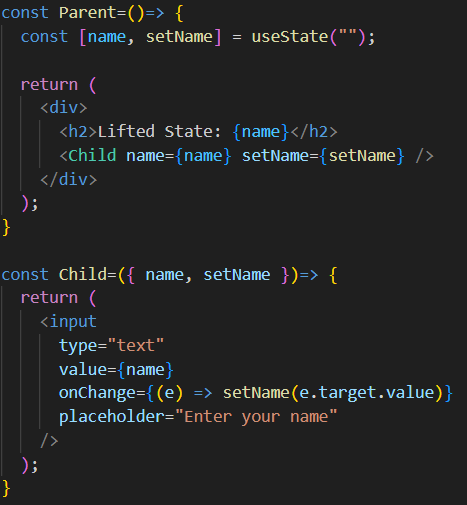 const Parent=()=> {
  const [name, setName] = useState("");

  return (
    <div>
      <h2>Lifted State: {name}</h2>
      <Child name={name} setName={setName} />
    </div>
  );
}

const Child=({ name, setName })=> {
  return (
    <input
      type="text"
      value={name}
      onChange={(e) => setName(e.target.value)}
      placeholder="Enter your name"
    />
  );
}